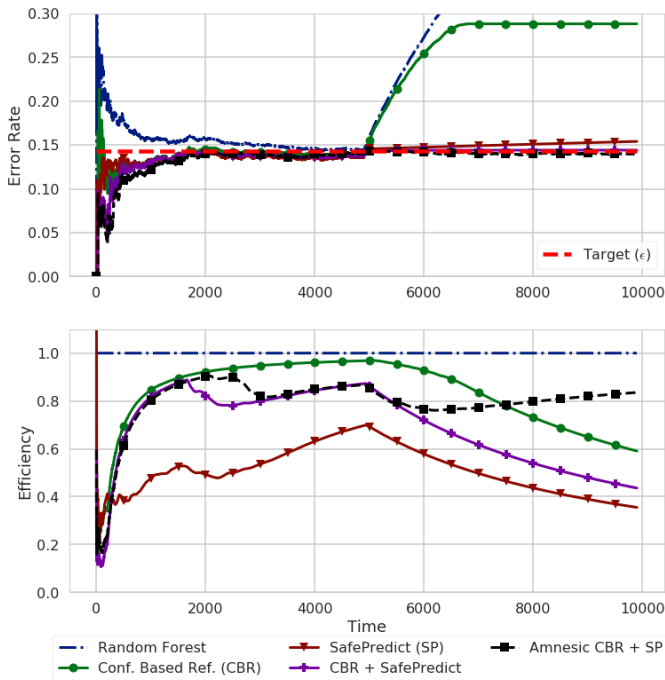 0.30
0.25
0.20
0.15
0.10
0.05
0.00
Error Rate
Target (ϵ)
0 2000 4000 6000 8000 10000
1.0
0.8
0.6
0.4
0.2
0.0
Efficiency
0 2000 4000 6000 8000 10000
Time
Random Forest SafePredict (SP) Amnesic CBR + SP
Conf. Based Ref. (CBR) CBR + SafePredict